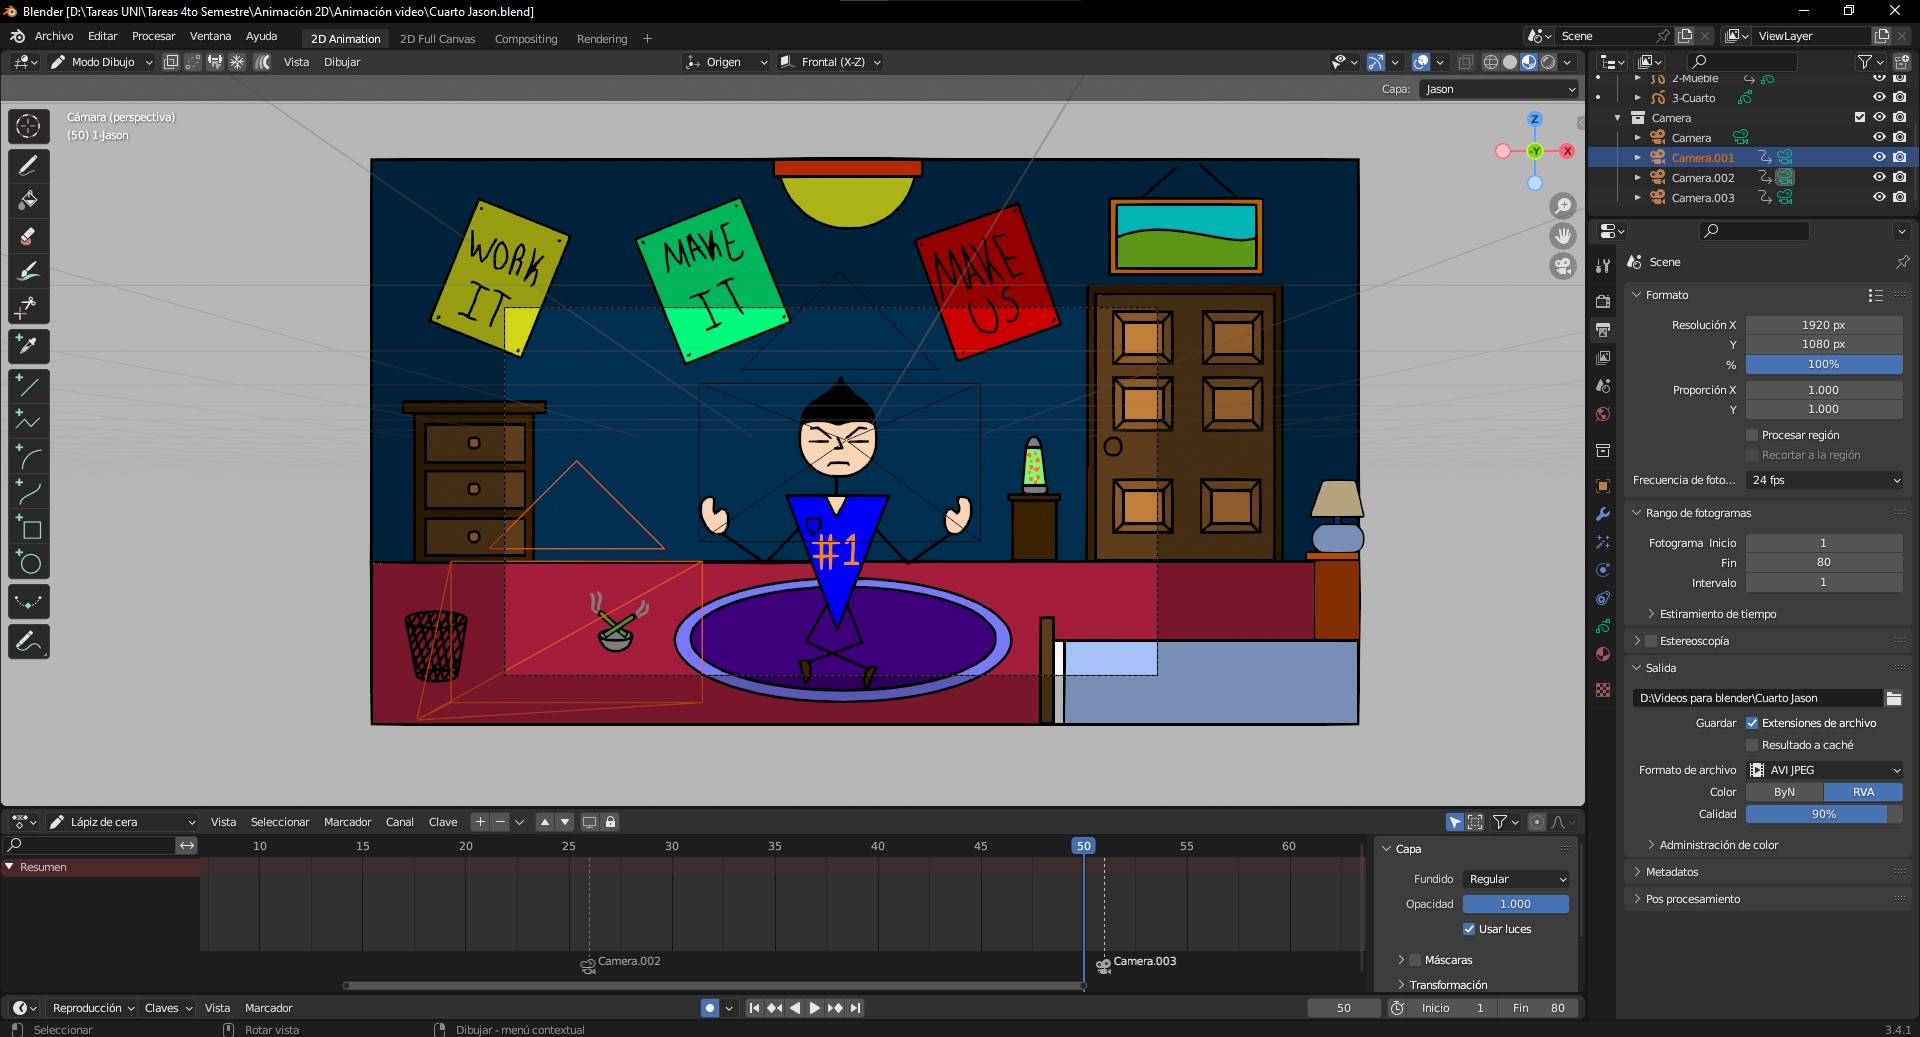 Blender [D:\Tareas UNI\Tareas 4to Semestre\Animación 2D\Animación video\Cuarto Jason.blend]
Archivo Editar Procesar Ventana Ayuda 2D Animation 2D Full Canvas Compositing Rendering + Scene ViewLayer
Modo Dibujo Vista Dibujar Origen Frontal (X-Z)
Capa: Jason
Cámara (perspectiva)
(50) 1-Jason
WORK
IT
MAKE
IT
MAKE
US
#1
Z
-Y
X
2-Mueble
3-Cuarto
Camera
Camera
Camera.001
Camera.002
Camera.003
Scene
Formato
Resolución X 1920 px
Y 1080 px
% 100%
Proporción X 1.000
Y 1.000
Procesar región
Recortar a la región
Frecuencia de foto... 24 fps
Rango de fotogramas
Fotograma Inicio 1
Fin 80
Intervalo 1
Estiramiento de tiempo
Estereoscopía
Salida
D:\Videos para blender\Cuarto Jason
Guardar Extensiones de archivo
Resultado a caché
Formato de archivo AVI JPEG
Color ByN RVA
Calidad 90%
Administración de color
Metadatos
Pos procesamiento
Lápiz de cera Vista Seleccionar Marcador Canal Clave
10 15 20 25 30 35 40 45 50 55 60
Resumen
Camera.002
Camera.003
Capa
Fundido Regular
Opacidad 1.000
Usar luces
Máscaras
Transformación
Reproducción Claves Vista Marcador 50 Inicio 1 Fin 80
Seleccionar Rotar vista Dibujar - menú contextual 3.4.1